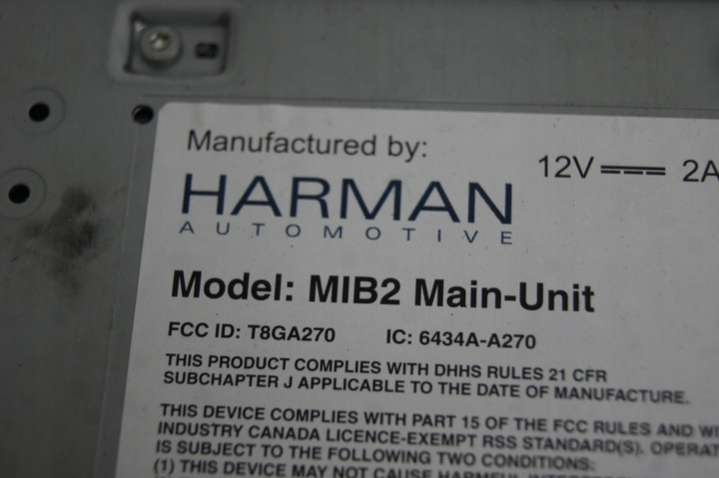 Manufactured by:
12V ⎓ 2A
HARMAN
AUTOMOTIVE
Model: MIB2 Main-Unit
FCC ID: T8GA270 IC: 6434A-A270
THIS PRODUCT COMPLIES WITH DHHS RULES 21 CFR
SUBCHAPTER J APPLICABLE TO THE DATE OF MANUFACTURE.
THIS DEVICE COMPLIES WITH PART 15 OF THE FCC RULES AND
INDUSTRY CANADA LICENCE-EXEMPT RSS STANDARD(S).
IS SUBJECT TO THE FOLLOWING TWO CONDITIONS:
(1) THIS DEVICE MAY NOT CAUSE HARMFUL